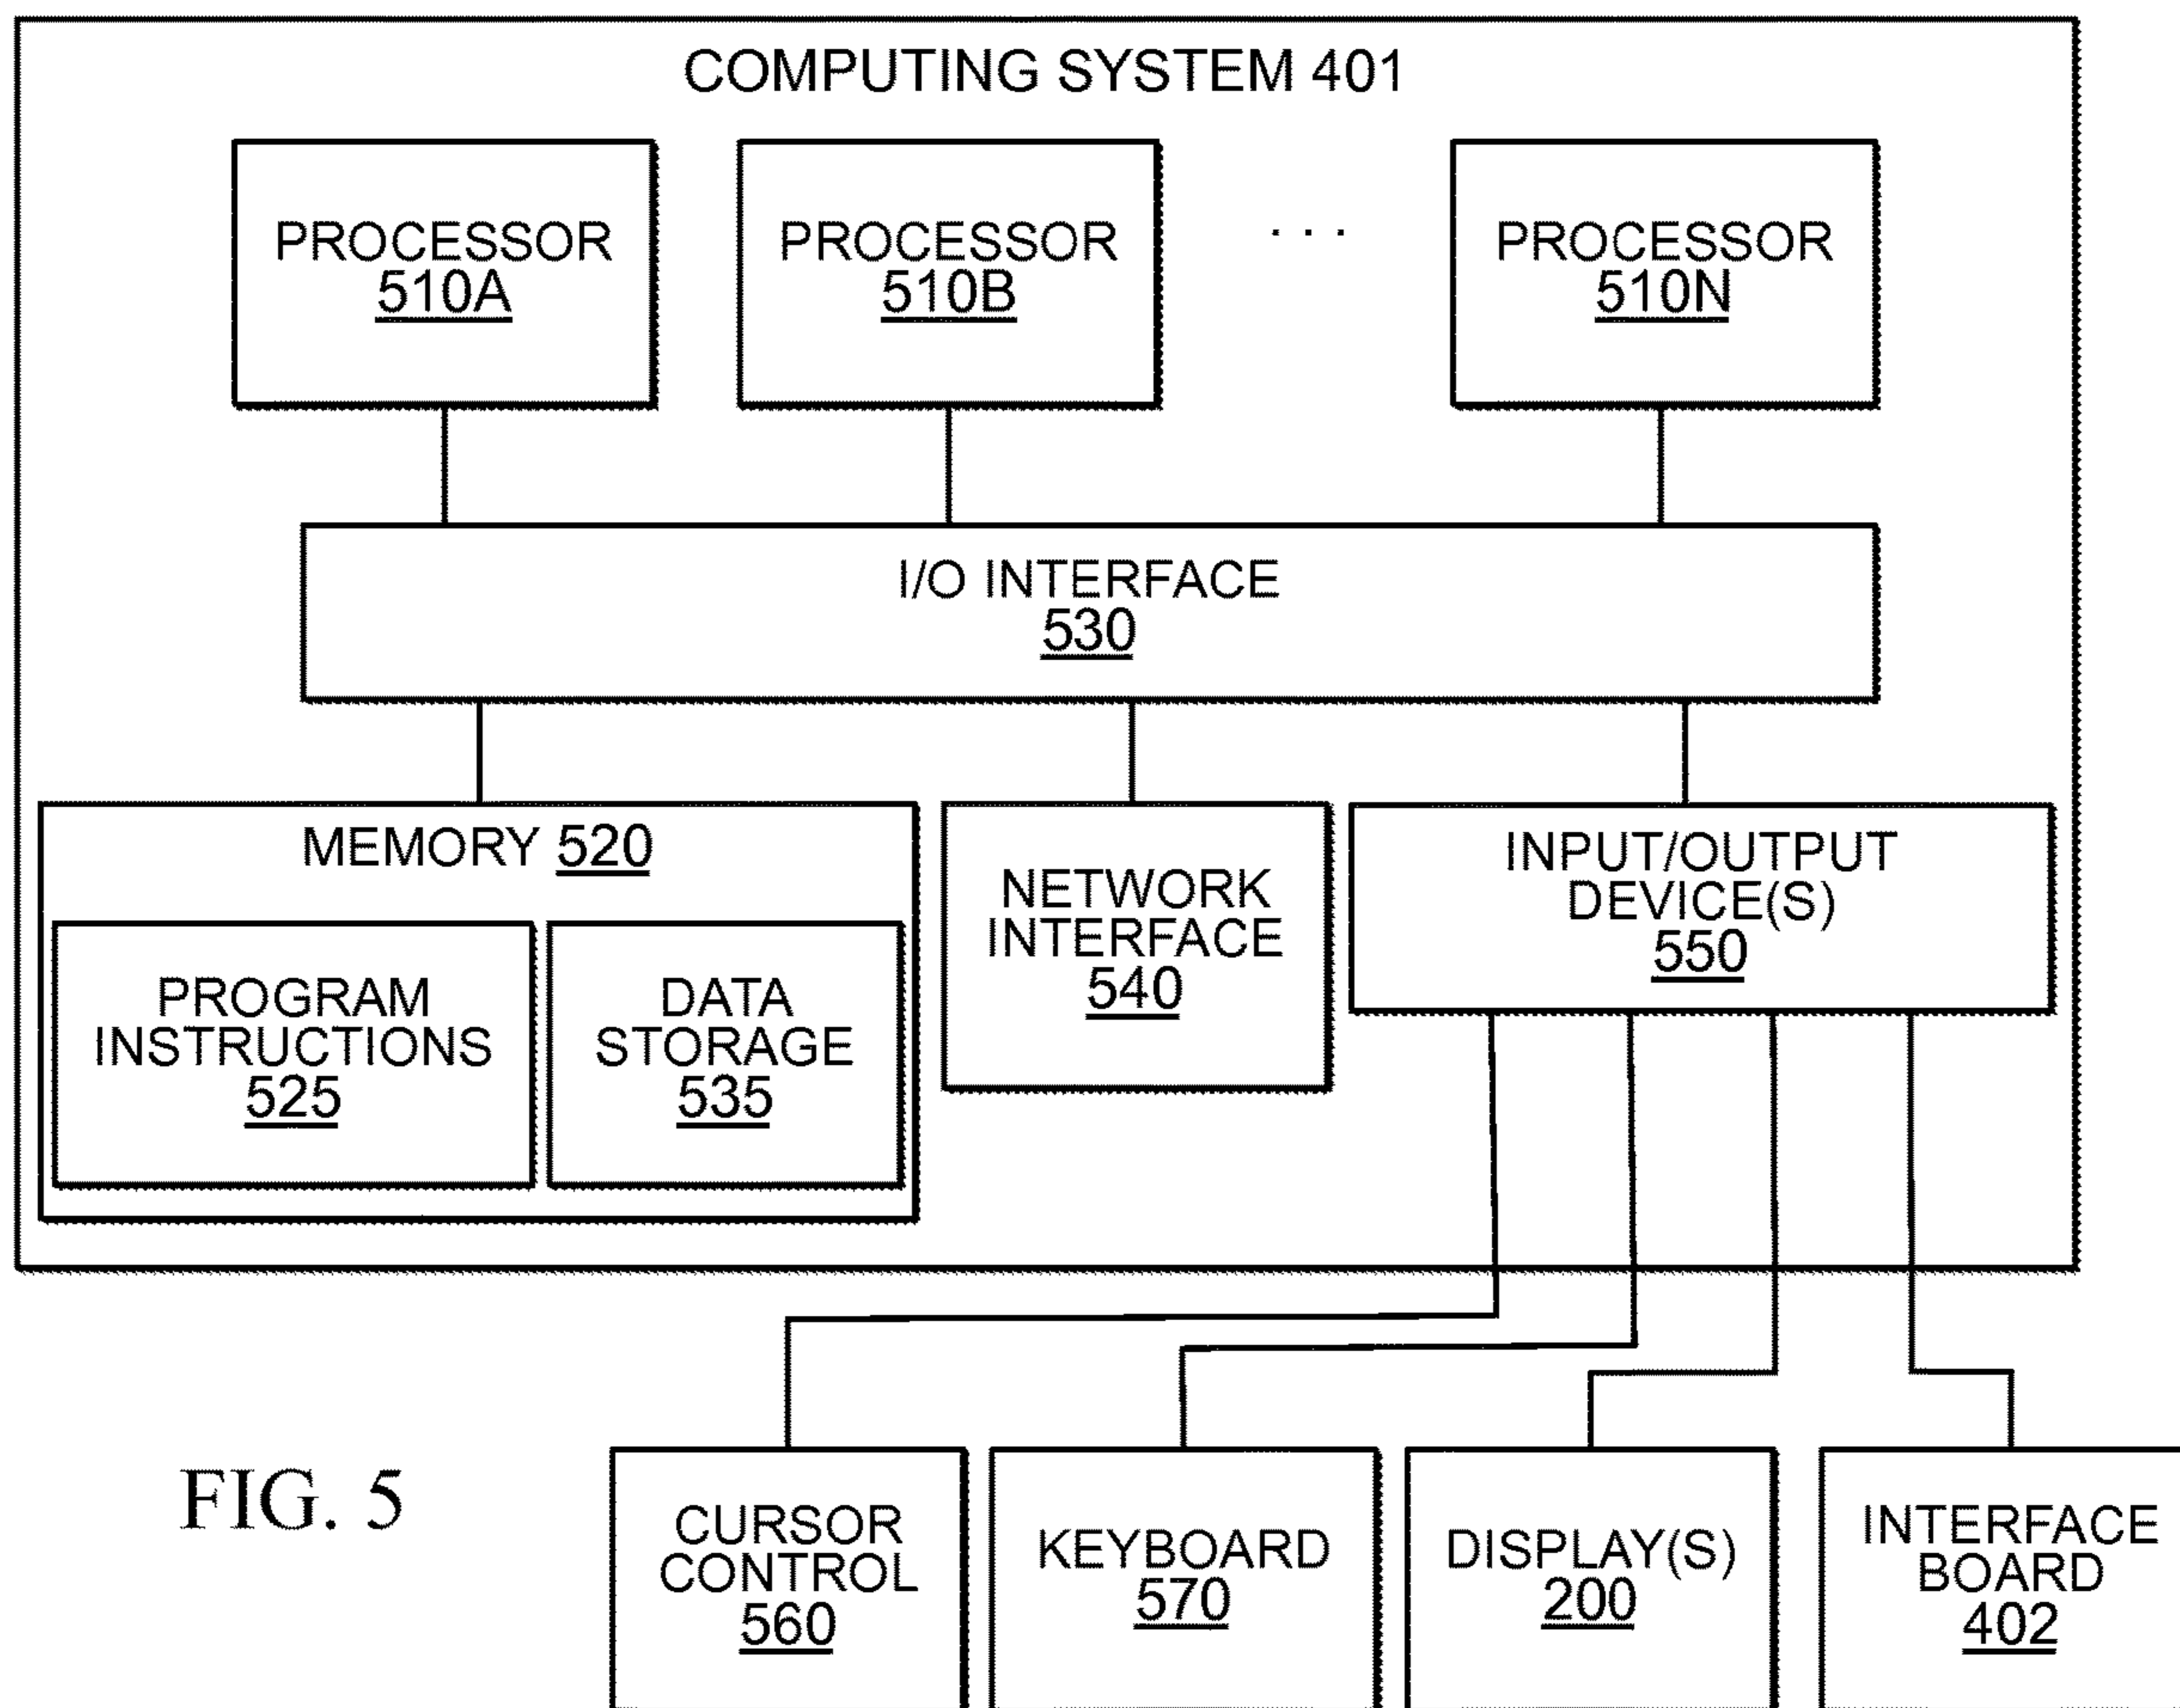 COMPUTING SYSTEM 401
PROCESSOR
510A
PROCESSOR
510B
. . .
PROCESSOR
510N
I/O INTERFACE
530
MEMORY 520
PROGRAM
INSTRUCTIONS
525
DATA
STORAGE
535
NETWORK
INTERFACE
540
INPUT/OUTPUT
DEVICE(S)
550
FIG. 5
CURSOR
CONTROL
560
KEYBOARD
570
DISPLAY(S)
200
INTERFACE
BOARD
402